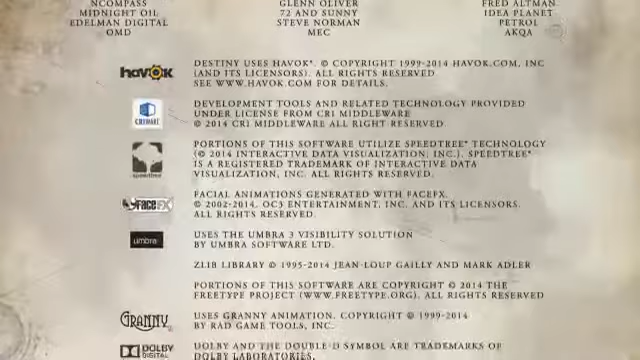 NCOMPASS
MIDNIGHT OIL
EDELMAN DIGITAL
OMD
GLENN OLIVER
72 AND SUNNY
STEVE NORMAN
MEC
FRED ALTMAN
IDEA PLANET
PETROL
AKQA
havok
DESTINY USES HAVOK®. © COPYRIGHT 1999-2014 HAVOK.COM, INC
(AND ITS LICENSORS). ALL RIGHTS RESERVED
SEE WWW.HAVOK.COM FOR DETAILS.
CRIWARE
DEVELOPMENT TOOLS AND RELATED TECHNOLOGY PROVIDED
UNDER LICENSE FROM CRI MIDDLEWARE
© 2014 CRI MIDDLEWARE ALL RIGHT RESERVED
speedtree
PORTIONS OF THIS SOFTWARE UTILIZE SPEEDTREE® TECHNOLOGY
(© 2014 INTERACTIVE DATA VISUALIZATION, INC.). SPEEDTREE®
IS A REGISTERED TRADEMARK OF INTERACTIVE DATA
VISUALIZATION, INC. ALL RIGHTS RESERVED.
FACEFX
FACIAL ANIMATIONS GENERATED WITH FACEFX.
© 2002-2014, OC3 ENTERTAINMENT, INC. AND ITS LICENSORS.
ALL RIGHTS RESERVED.
umbra
USES THE UMBRA 3 VISIBILITY SOLUTION
BY UMBRA SOFTWARE LTD.
ZLIB LIBRARY © 1995-2014 JEAN-LOUP GAILLY AND MARK ADLER
PORTIONS OF THIS SOFTWARE ARE COPYRIGHT © 2014 THE
FREETYPE PROJECT (WWW.FREETYPE.ORG). ALL RIGHTS RESERVED
GRANNY
USES GRANNY ANIMATION. COPYRIGHT © 1999-2014
BY RAD GAME TOOLS, INC.
DOLBY
DIGITAL
DOLBY AND THE DOUBLE-D SYMBOL ARE TRADEMARKS OF
DOLBY LABORATORIES.